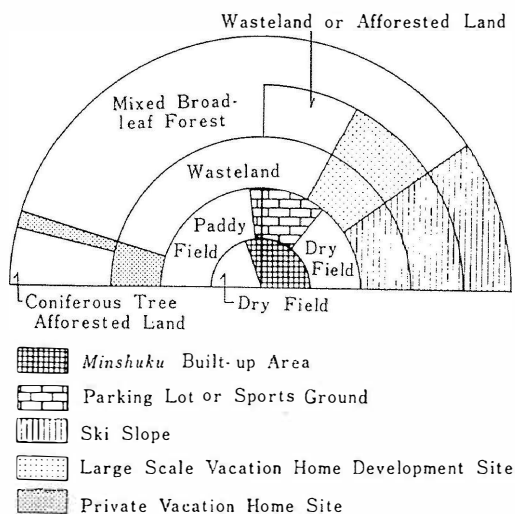 Wasteland or Afforested Land
Mixed Broad-
leaf Forest
Wasteland
Paddy
Field
Dry
Field
Coniferous Tree
Afforested Land
Dry Field
Minshuku Built-up Area
Parking Lot or Sports Ground
Ski Slope
Large Scale Vacation Home Development Site
Private Vacation Home Site